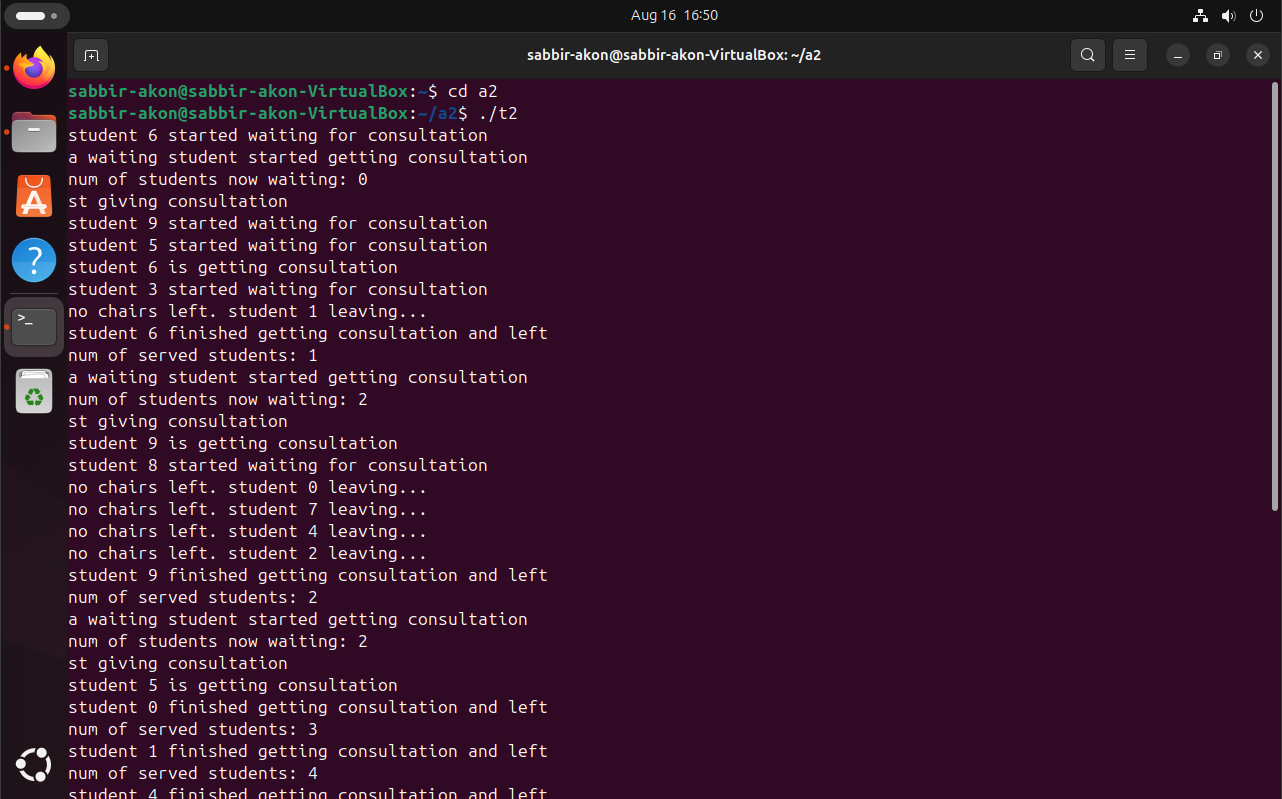 Aug 16 16:50
sabbir-akon@sabbir-akon-VirtualBox: ~/a2
sabbir-akon@sabbir-akon-VirtualBox:~$ cd a2
sabbir-akon@sabbir-akon-VirtualBox:~/a2$ ./t2
student 6 started waiting for consultation
a waiting student started getting consultation
num of students now waiting: 0
st giving consultation
student 9 started waiting for consultation
student 5 started waiting for consultation
student 6 is getting consultation
student 3 started waiting for consultation
no chairs left. student 1 leaving...
student 6 finished getting consultation and left
num of served students: 1
a waiting student started getting consultation
num of students now waiting: 2
st giving consultation
student 9 is getting consultation
student 8 started waiting for consultation
no chairs left. student 0 leaving...
no chairs left. student 7 leaving...
no chairs left. student 4 leaving...
no chairs left. student 2 leaving...
student 9 finished getting consultation and left
num of served students: 2
a waiting student started getting consultation
num of students now waiting: 2
st giving consultation
student 5 is getting consultation
student 0 finished getting consultation and left
num of served students: 3
student 1 finished getting consultation and left
num of served students: 4
student 4 finished getting consultation and left